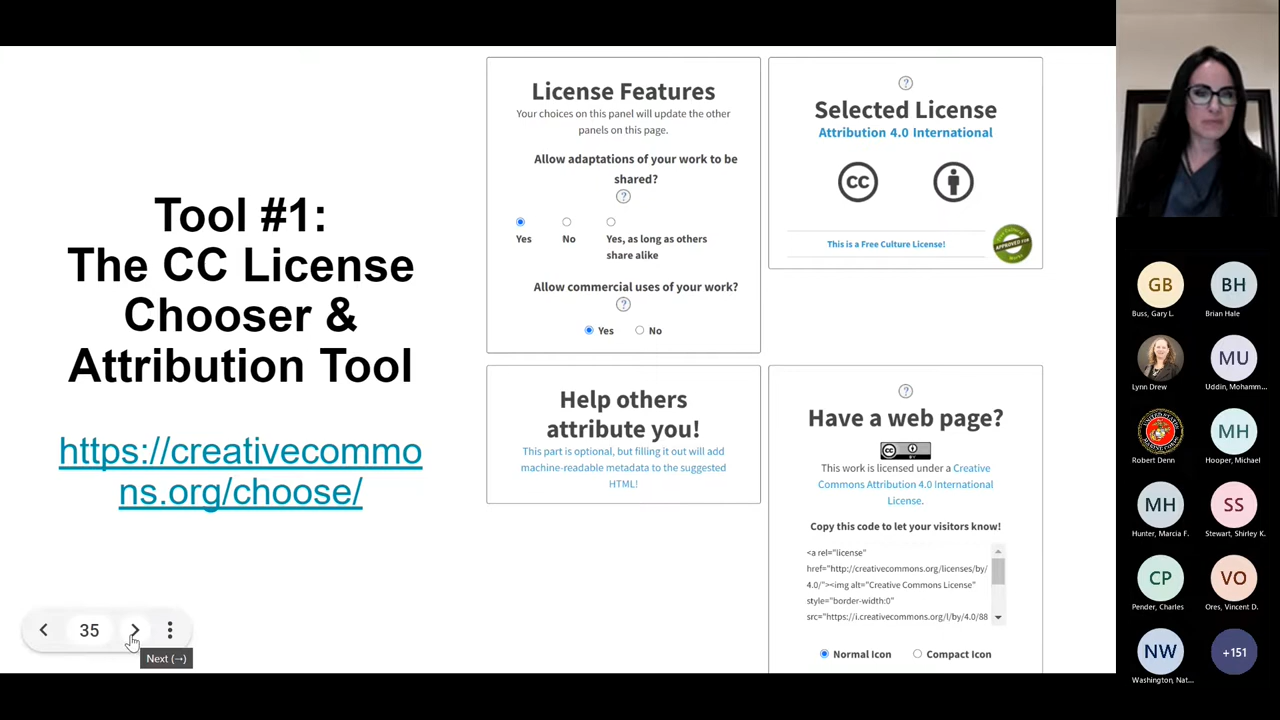 Tool #1:
The CC License
Chooser &
Attribution Tool
https://creativecommo
ns.org/choose/
35
Next (→)
License Features
Your choices on this panel will update the other
panels on this page.
Allow adaptations of your work to be
shared?
?
Yes
No
Yes, as long as others
share alike
Allow commercial uses of your work?
?
Yes
No
?
Selected License
Attribution 4.0 International
cc
This is a Free Culture License!
APPROVED FOR
Help others
attribute you!
This part is optional, but filling it out will add
machine-readable metadata to the suggested
HTML!
?
Have a web page?
cc BY
This work is licensed under a Creative
Commons Attribution 4.0 International
License.
Copy this code to let your visitors know!
<a rel="license"
href="http://creativecommons.org/licenses/by/
4.0/"><img alt="Creative Commons License"
style="border-width:0"
src="https://i.creativecommons.org/l/by/4.0/88
Normal Icon
Compact Icon
GB
BH
Buss, Gary L.
Brian Hale
MU
Lynn Drew
Uddin, Mohamm...
MH
Robert Denn
Hooper, Michael
MH
SS
Hunter, Marcia F.
Stewart, Shirley K.
CP
VO
Pender, Charles
Ores, Vincent D.
NW
+151
Washington, Nat...